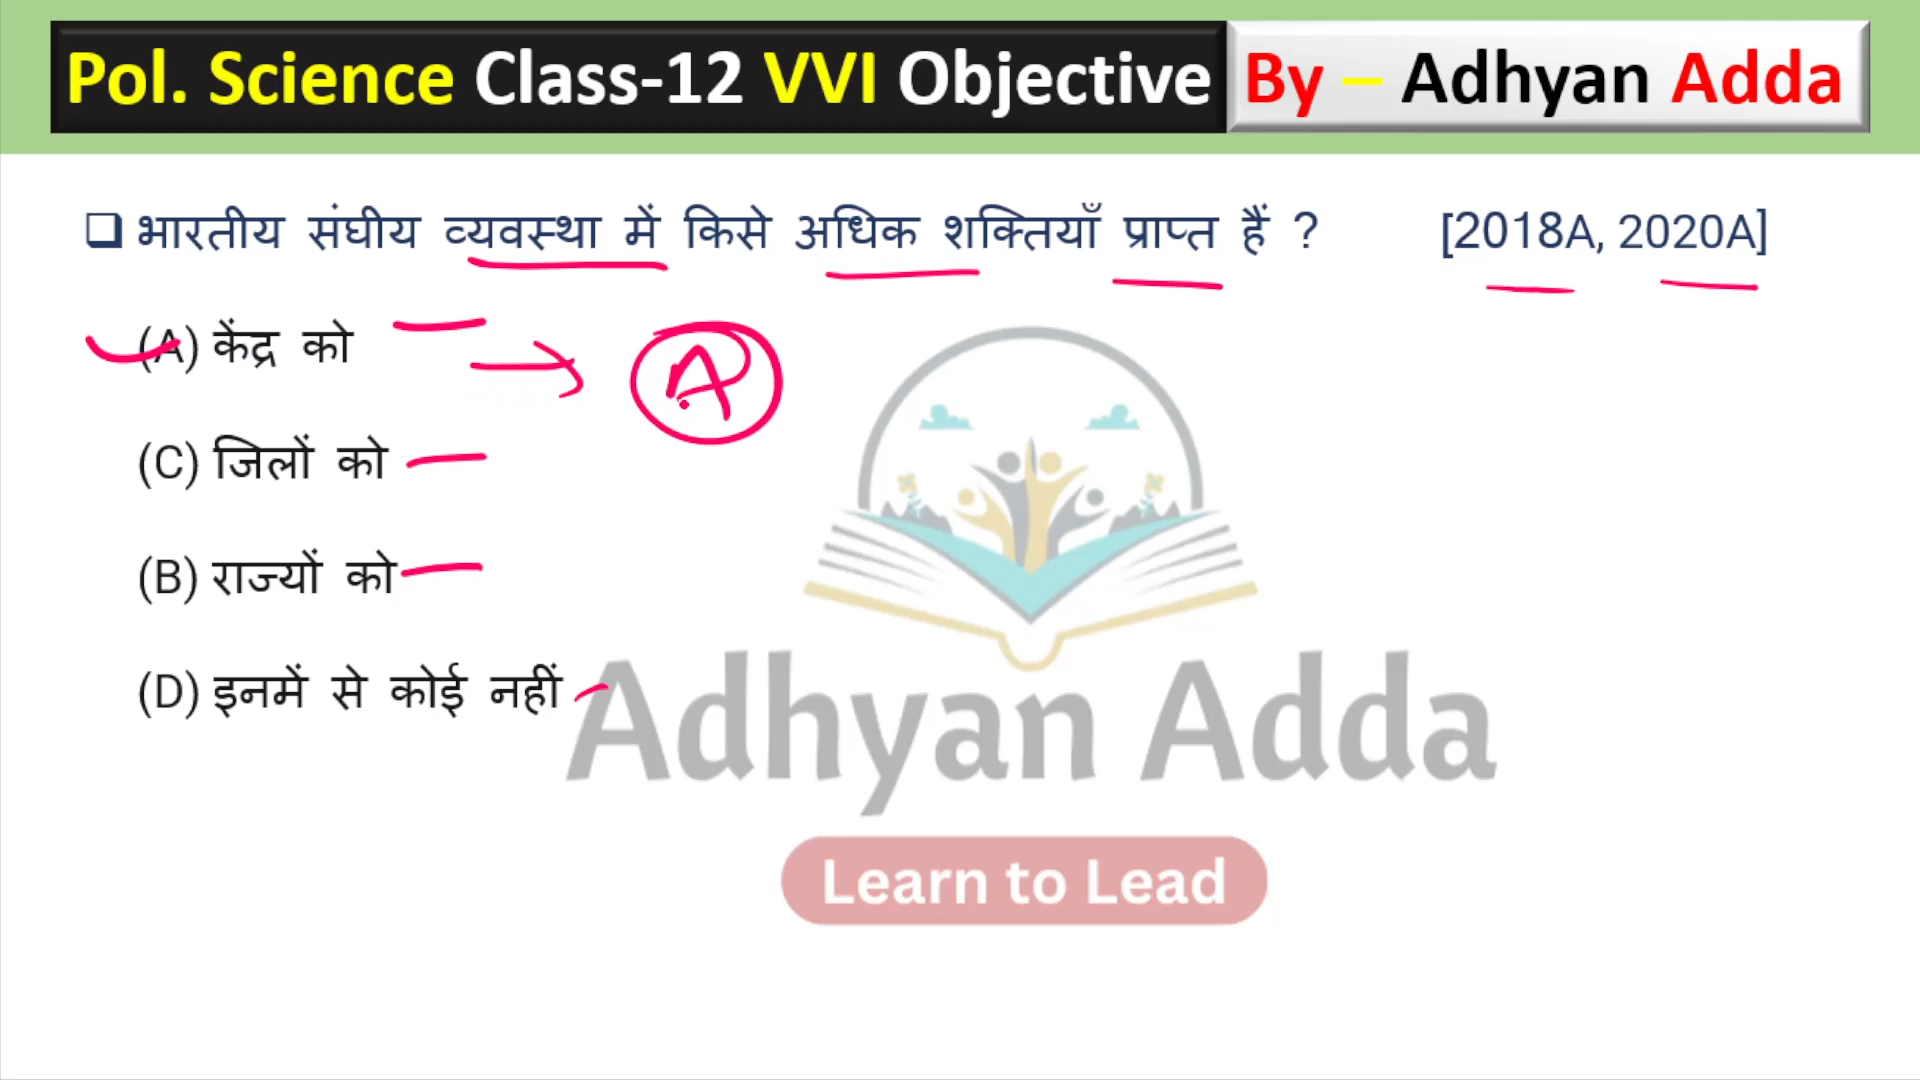 Pol. Science Class-12 VVI Objective By – Adhyan Adda
❑ भारतीय संघीय व्यवस्था में किसे अधिक शक्तियाँ प्राप्त हैं ? [2018A, 2020A]
(A) केंद्र को
A
(C) जिलों को
(B) राज्यों को
(D) इनमें से कोई नहीं
Adhyan Adda
Learn to Lead